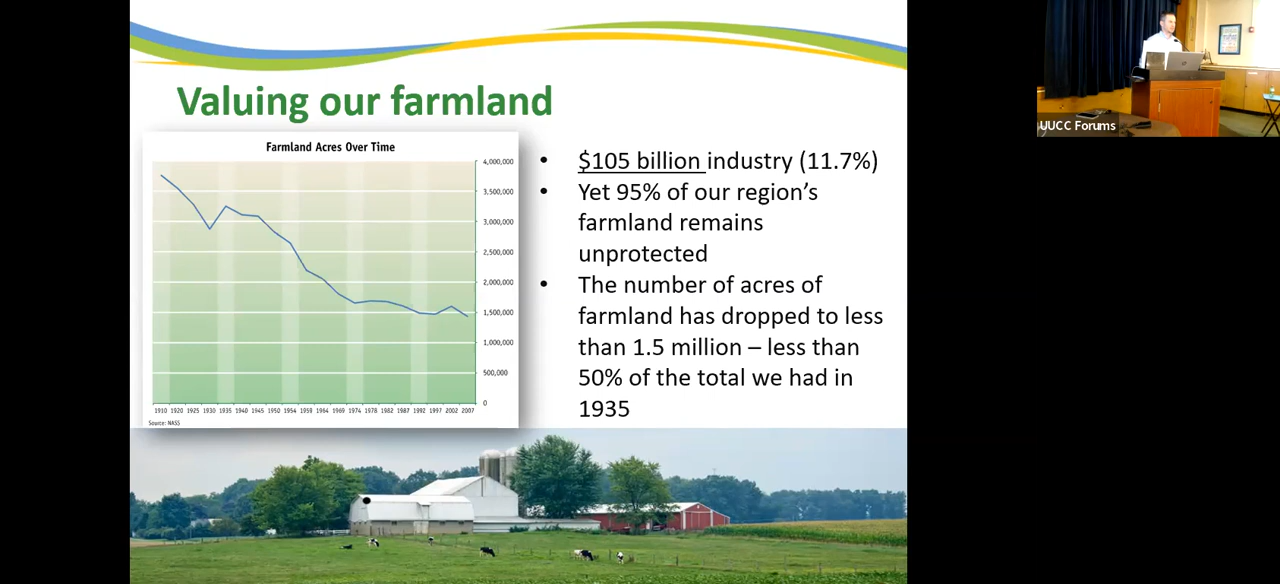 Valuing our farmland
Farmland Acres Over Time
4,000,000
3,500,000
3,000,000
2,500,000
2,000,000
1,500,000
1,000,000
500,000
0
1910 1920 1925 1930 1935 1940 1945 1950 1954 1959 1964 1969 1974 1978 1982 1987 1992 1997 2002 2007
Source: NASS
• $105 billion industry (11.7%)
• Yet 95% of our region’s
farmland remains
unprotected
• The number of acres of
farmland has dropped to less
than 1.5 million – less than
50% of the total we had in
1935
UUCC Forums